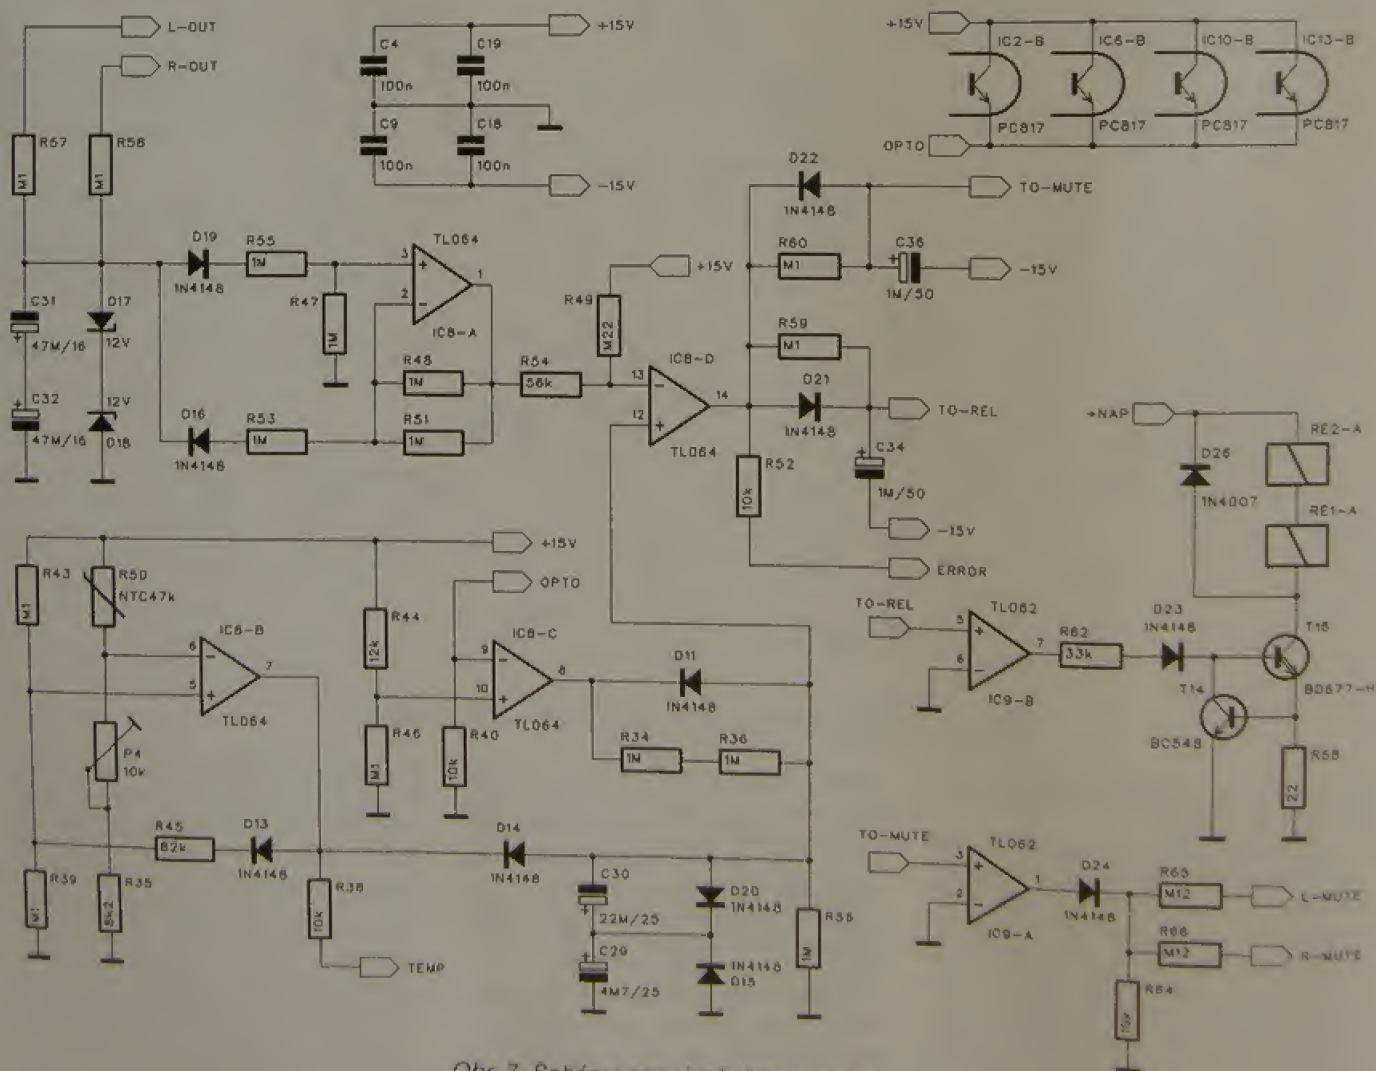 L-OUT
R-OUT
R57
M1
R58
M1
C4
100n
C19
100n
C9
100n
C18
100n
+15V
-15V
+15V
IC2-B
IC6-B
IC10-B
IC13-B
PC817
PC817
PC817
PC817
OPTO
D19
1N4148
R55
1M
R47
1M
TL064
3
+
2
-
1
IC8-A
R48
1M
R51
1M
D16
1N4148
R53
1M
C31
+
47M/16
D17
12V
C32
+
47M/16
12V
D18
R54
56k
R49
M22
+15V
IC8-D
13
-
12
+
14
TL064
D22
1N4148
TO-MUTE
R60
M1
C36
+
1M/50
-15V
R59
M1
D21
1N4148
TO-REL
R52
10k
C34
+
1M/50
-15V
ERROR
+NAP
D26
1N4007
RE2-A
RE1-A
R43
M1
R50
NTC47k
+15V
OPTO
R44
12k
6
-
5
+
7
TL064
IC8-C
9
-
10
+
8
TL064
D11
1N4148
R34
1M
R36
1M
P4
10k
R46
M1
R40
10k
R45
82k
D13
1N4148
D14
1N4148
R39
M1
R35
R38
10k
TEMP
C30
+
22M/25
C29
+
4M7/25
D20
1N4148
1N4148
D15
1M
TO-REL
TL062
5
+
6
-
7
IC9-B
R62
33k
D23
1N4148
T14
BC548
BD677-H
22
TO-MUTE
TL062
3
+
2
-
1
IC9-A
D24
1N4148
M12
L-MUTE
R66
M12
R-MUTE
R64
Obr. 7.